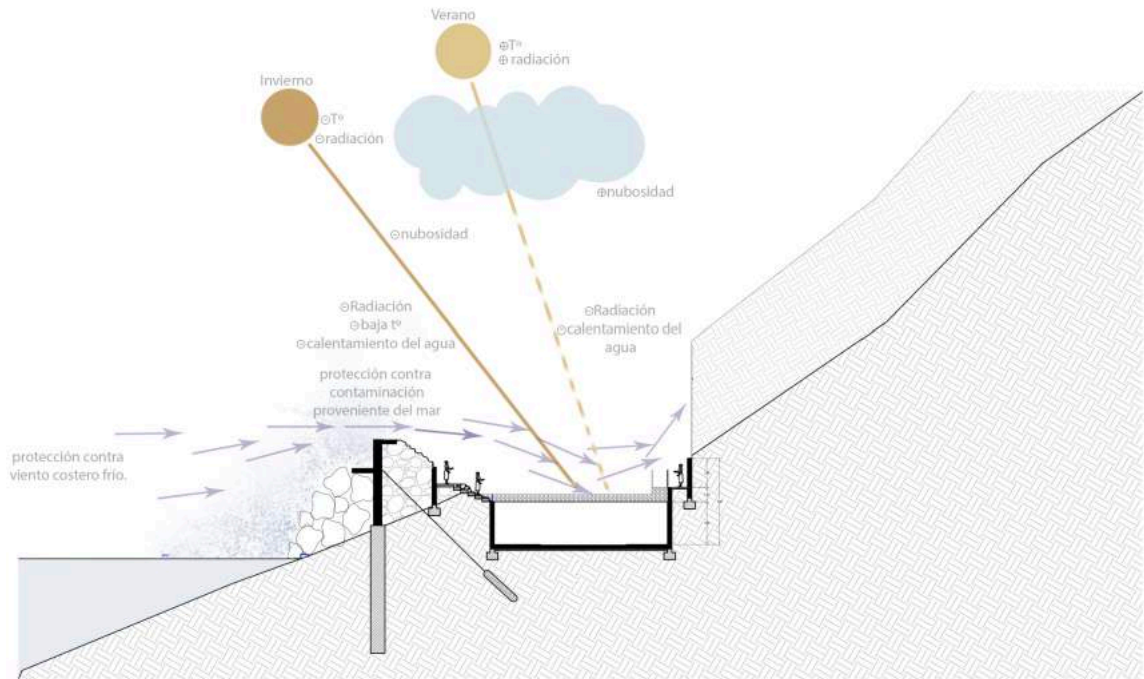 Verano
⊕Tº
⊕ radiación
Invierno
⊖Tº
⊖radiación
⊕nubosidad
⊖nubosidad
⊖Radiación
⊖baja tº
⊖calentamiento del agua
⊖Radiación
⊖calentamiento del
agua
protección contra
contaminación
proveniente del mar
protección contra
viento costero frío.